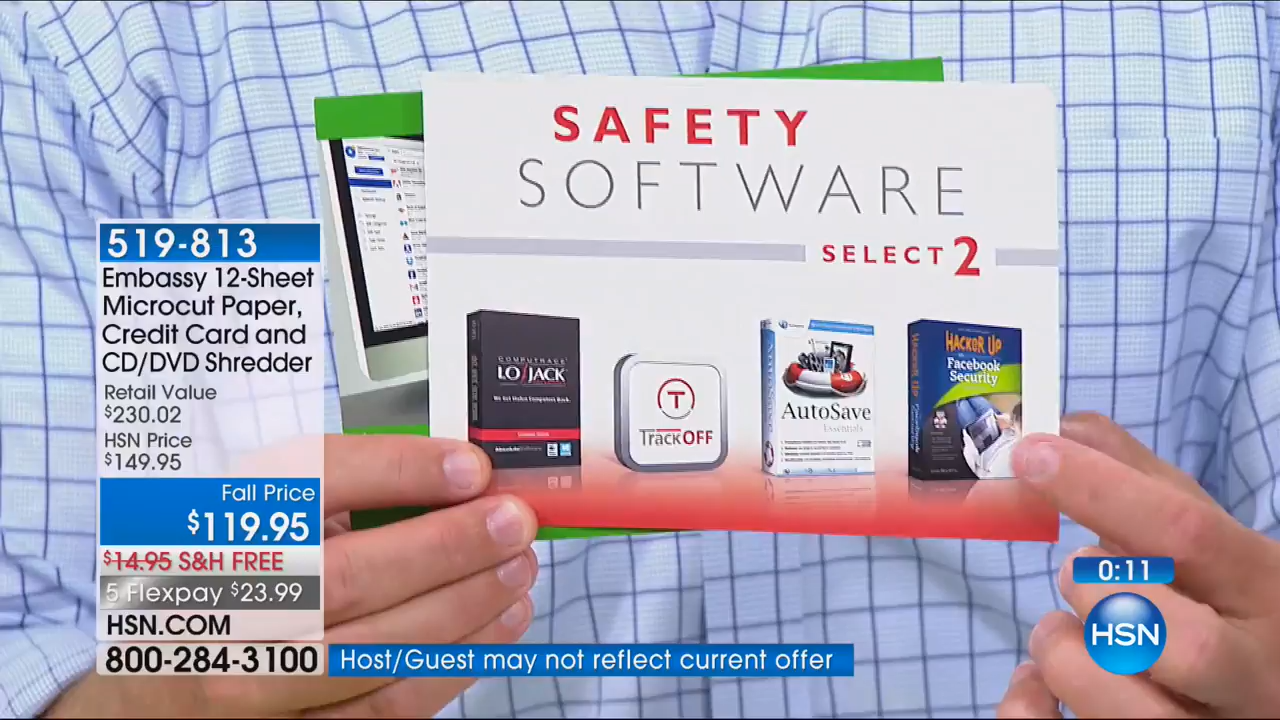 SAFETY
SOFTWARE
SELECT 2
COMPUTRACE
LO/JACK
AutoSave
Essentials
HACKER UP
Facebook
Security
T
TrackOFF
519-813
Embassy 12-Sheet
Microcut Paper,
Credit Card and
CD/DVD Shredder
Retail Value
$230.02
HSN Price
$149.95
Fall Price
$119.95
$14.95 S&H FREE
5 Flexpay $23.99
HSN.COM
800-284-3100
Host/Guest may not reflect current offer
0:11
HSN